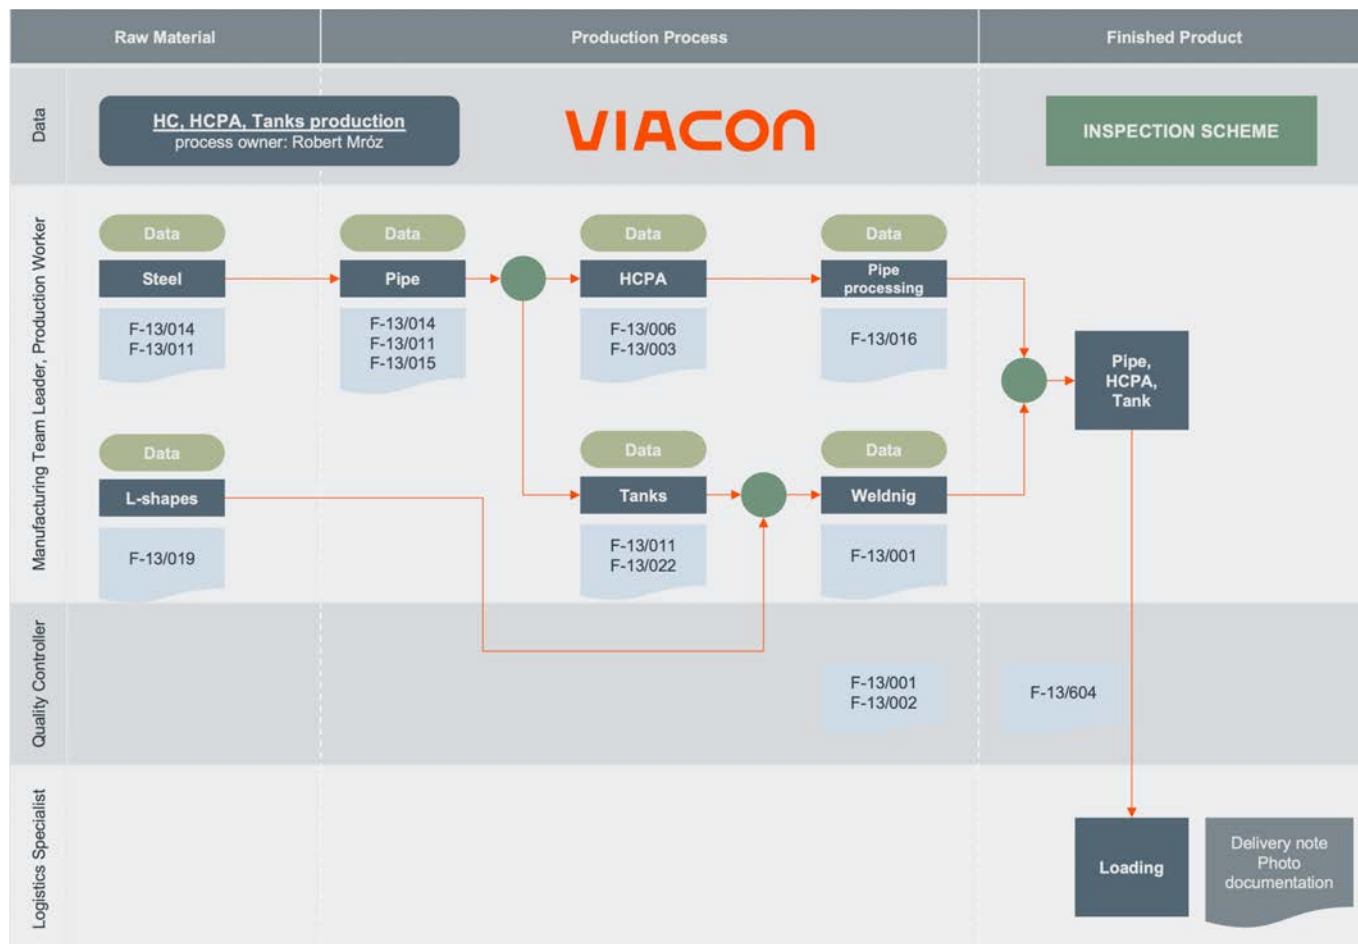 Raw Material
Production Process
Finished Product
Data
HC, HCPA, Tanks production
process owner: Robert Mróz
VIACON
INSPECTION SCHEME
Manufacturing Team Leader, Production Worker
Data
Data
Data
Data
Steel
Pipe
HCPA
Pipe
processing
F-13/014
F-13/011
F-13/014
F-13/011
F-13/015
F-13/006
F-13/003
F-13/016
Pipe,
HCPA,
Tank
Data
Data
Data
L-shapes
Tanks
Weldnig
F-13/019
F-13/011
F-13/022
F-13/001
Quality Controller
F-13/001
F-13/002
F-13/604
Logistics Specialist
Loading
Delivery note
Photo
documentation